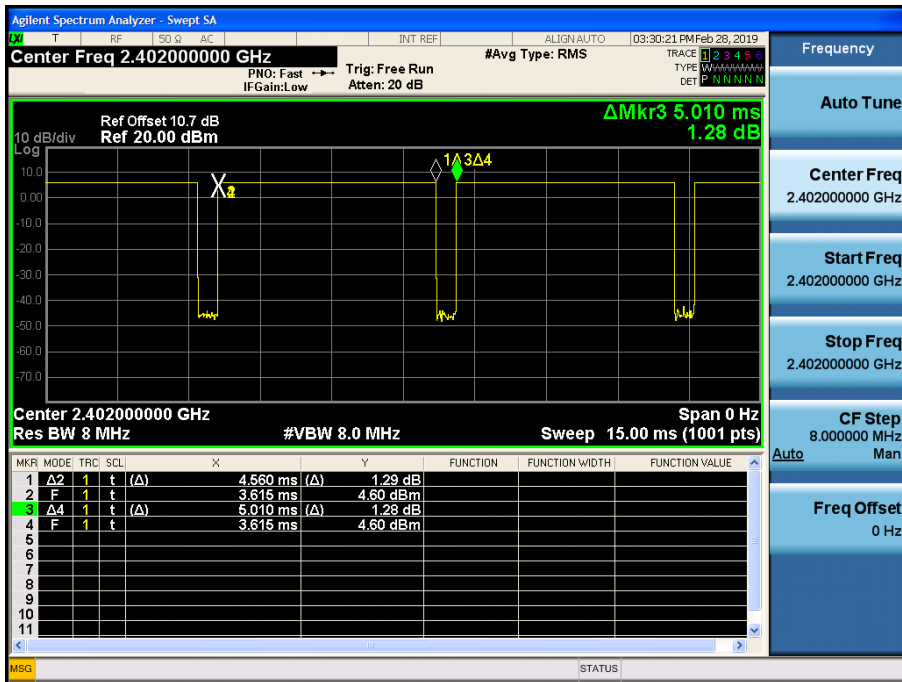 Agilent Spectrum Analyzer - Swept SA
LXI T RF 50 Ω AC INT REF ALIGN AUTO 03:30:21 PM Feb 28, 2019
Center Freq 2.402000000 GHz
PNO: Fast
IFGain:Low
Trig: Free Run
Atten: 20 dB
#Avg Type: RMS
TRACE 1 2 3 4 5 6
TYPE WWWWWW
DET P N N N N N
Ref Offset 10.7 dB
10 dB/div Ref 20.00 dBm
Log
ΔMkr3 5.010 ms
1.28 dB
10.0
0.00
-10.0
-20.0
-30.0
-40.0
-50.0
-60.0
-70.0
1Δ 3Δ4
Center 2.402000000 GHz Span 0 Hz
Res BW 8 MHz #VBW 8.0 MHz Sweep 15.00 ms (1001 pts)
MKR MODE TRC SCL X Y FUNCTION FUNCTION WIDTH FUNCTION VALUE
1 Δ2 1 t (Δ) 4.560 ms (Δ) 1.29 dB
2 F 1 t 3.615 ms 4.60 dBm
3 Δ4 1 t (Δ) 5.010 ms (Δ) 1.28 dB
4 F 1 t 3.615 ms 4.60 dBm
5
6
7
8
9
10
11
MSG STATUS
Frequency
Auto Tune
Center Freq
2.402000000 GHz
Start Freq
2.402000000 GHz
Stop Freq
2.402000000 GHz
CF Step
8.000000 MHz
Auto Man
Freq Offset
0 Hz